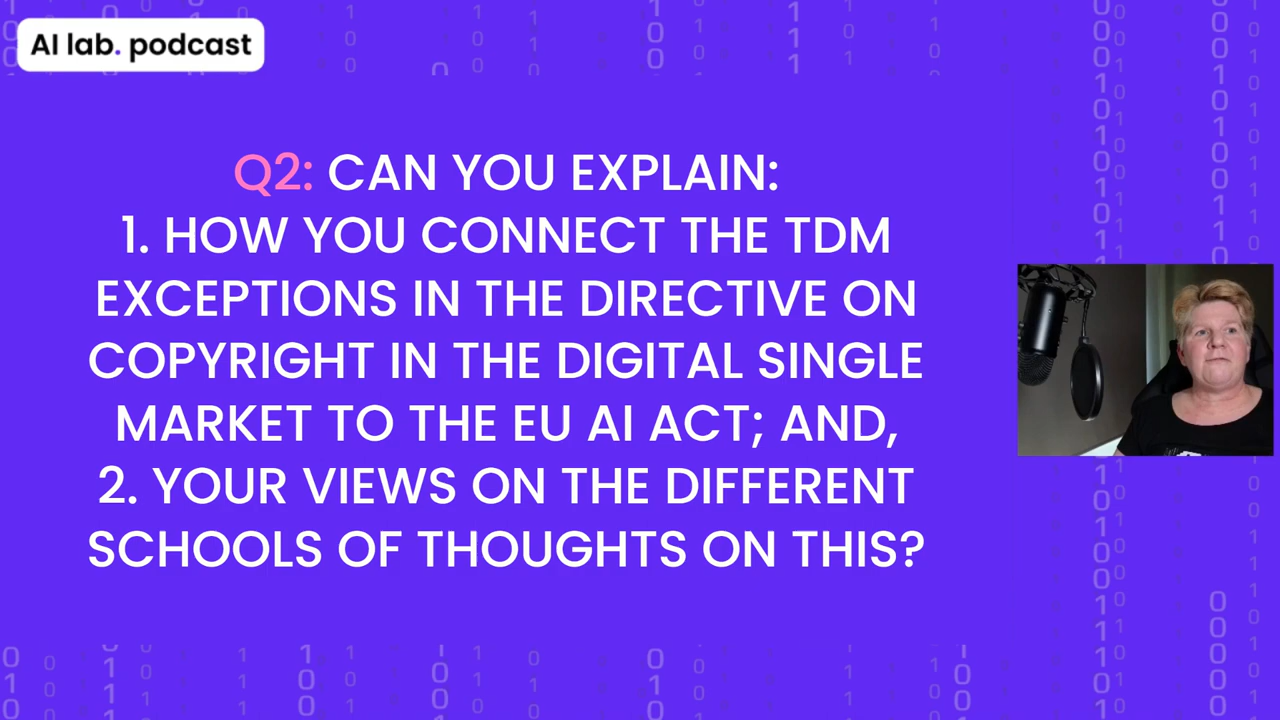 AI lab. podcast
Q2: CAN YOU EXPLAIN:
1. HOW YOU CONNECT THE TDM
EXCEPTIONS IN THE DIRECTIVE ON
COPYRIGHT IN THE DIGITAL SINGLE
MARKET TO THE EU AI ACT; AND,
2. YOUR VIEWS ON THE DIFFERENT
SCHOOLS OF THOUGHTS ON THIS?